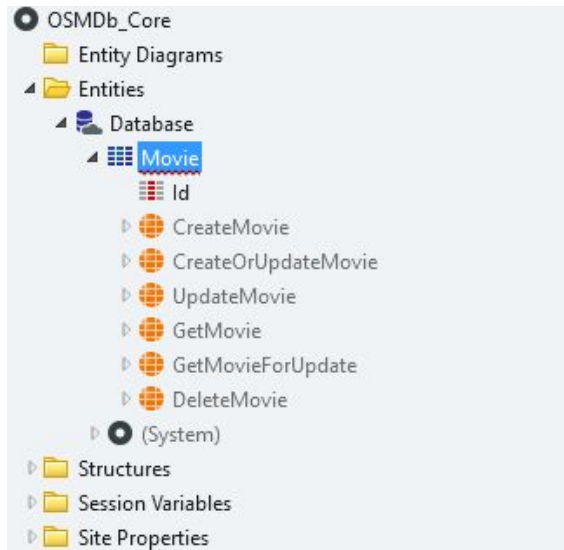 OSMDb_Core
Entity Diagrams
Entities
Database
Movie
Id
CreateMovie
CreateOrUpdateMovie
UpdateMovie
GetMovie
GetMovieForUpdate
DeleteMovie
(System)
Structures
Session Variables
Site Properties